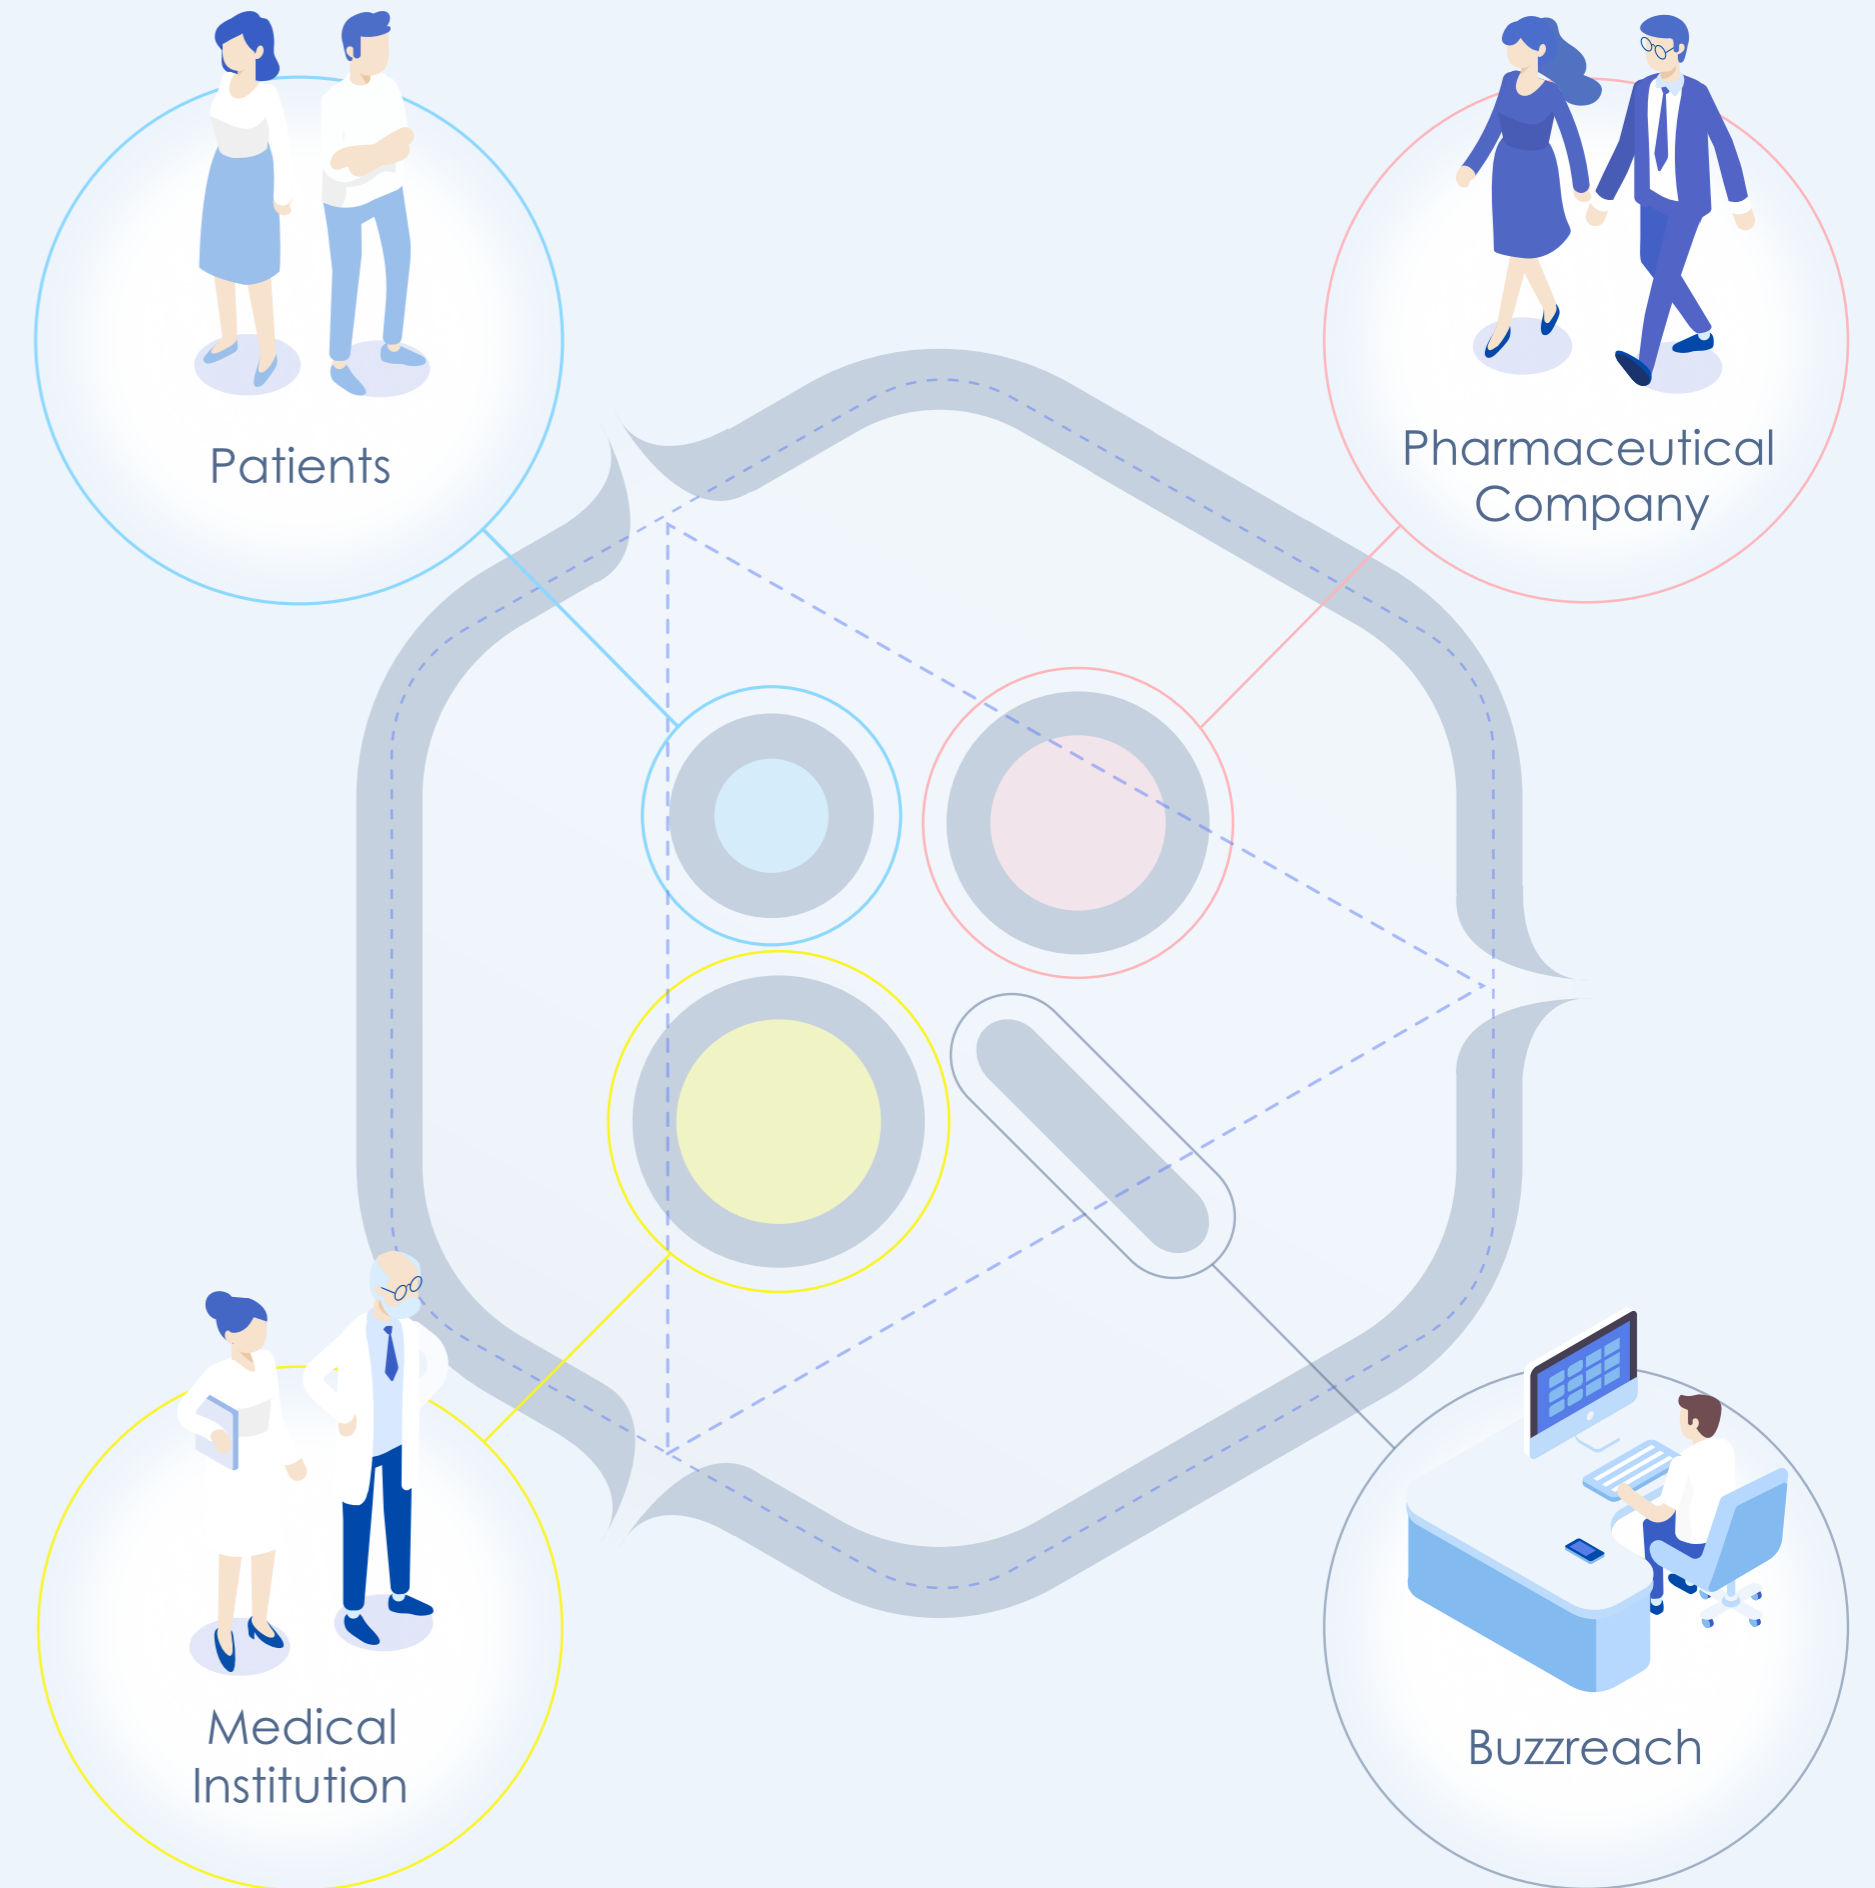 Patients
Pharmaceutical
Company
Medical
Institution
Buzzreach